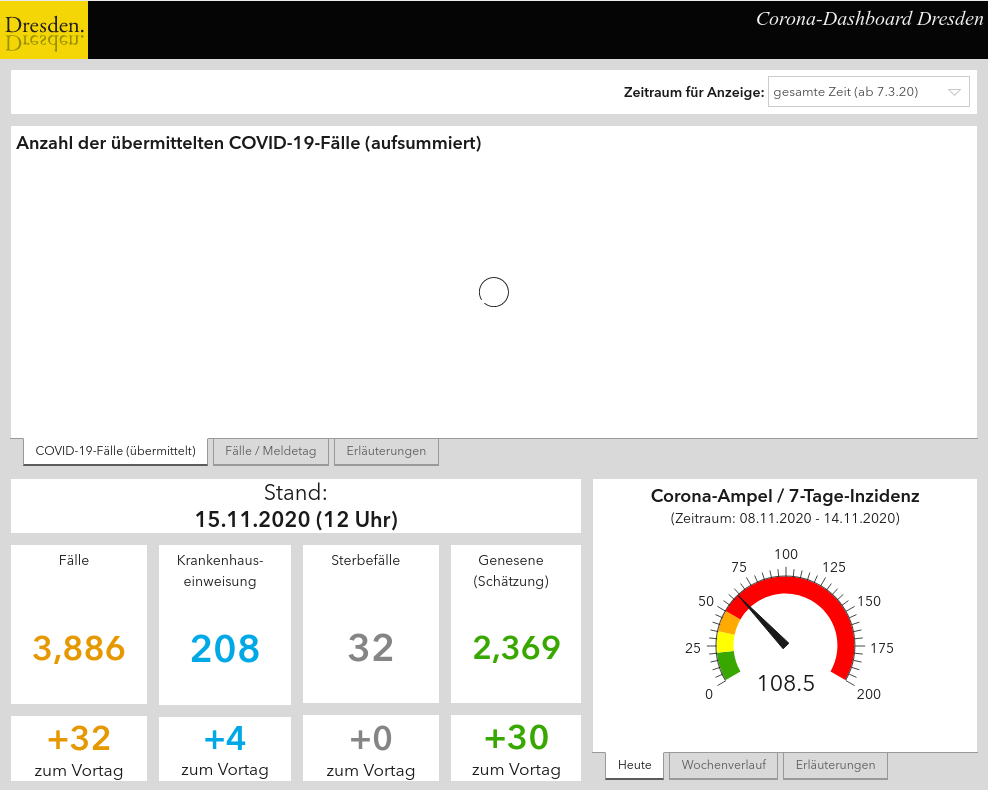 Dresden.
Dresden.
Corona-Dashboard Dresden
Zeitraum für Anzeige: gesamte Zeit (ab 7.3.20)
Anzahl der übermittelten COVID-19-Fälle (aufsummiert)
COVID-19-Fälle (übermittelt)
Fälle / Meldetag
Erläuterungen
Stand:
15.11.2020 (12 Uhr)
Fälle
3,886
+32
zum Vortag
Krankenhaus-
einweisung
208
+4
zum Vortag
Sterbefälle
32
+0
zum Vortag
Genesene
(Schätzung)
2,369
+30
zum Vortag
Corona-Ampel / 7-Tage-Inzidenz
(Zeitraum: 08.11.2020 - 14.11.2020)
0
25
50
75
100
125
150
175
200
108.5
Heute
Wochenverlauf
Erläuterungen